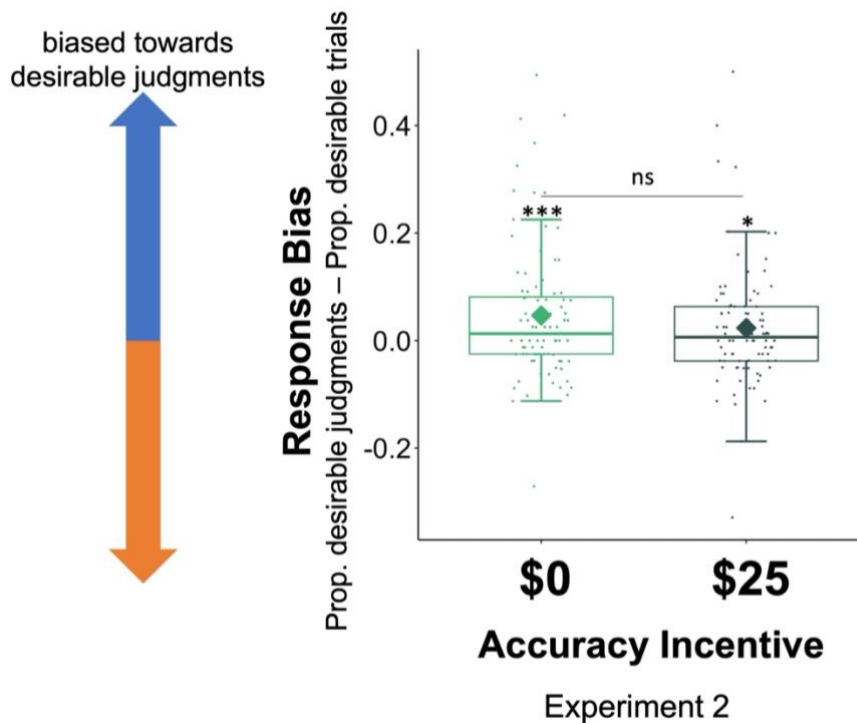 biased towards
desirable judgments
Response Bias
Prop. desirable judgments – Prop. desirable trials
0.4
0.2
0.0
-0.2
ns
***
*
$0
$25
Accuracy Incentive
Experiment 2